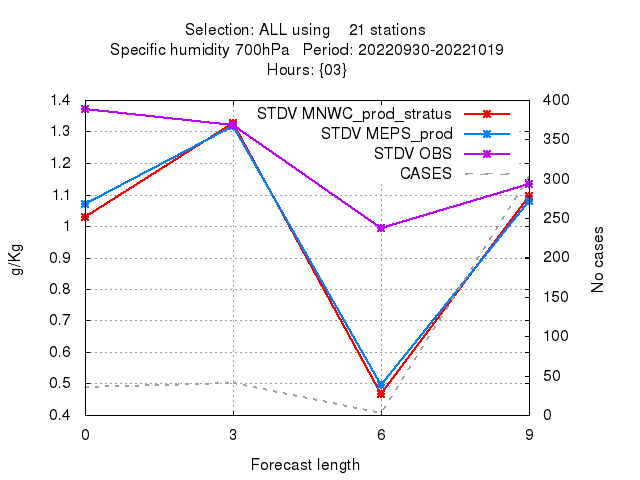 Selection: ALL using    21 stations
Specific humidity 700hPa   Period: 20220930-20221019
Hours: {03}
STDV MNWC_prod_stratus
STDV MEPS_prod
STDV OBS
CASES
1.4
1.3
1.2
1.1
1
0.9
0.8
0.7
0.6
0.5
0.4
g/Kg
400
350
300
250
200
150
100
50
0
No cases
0 3 6 9
Forecast length